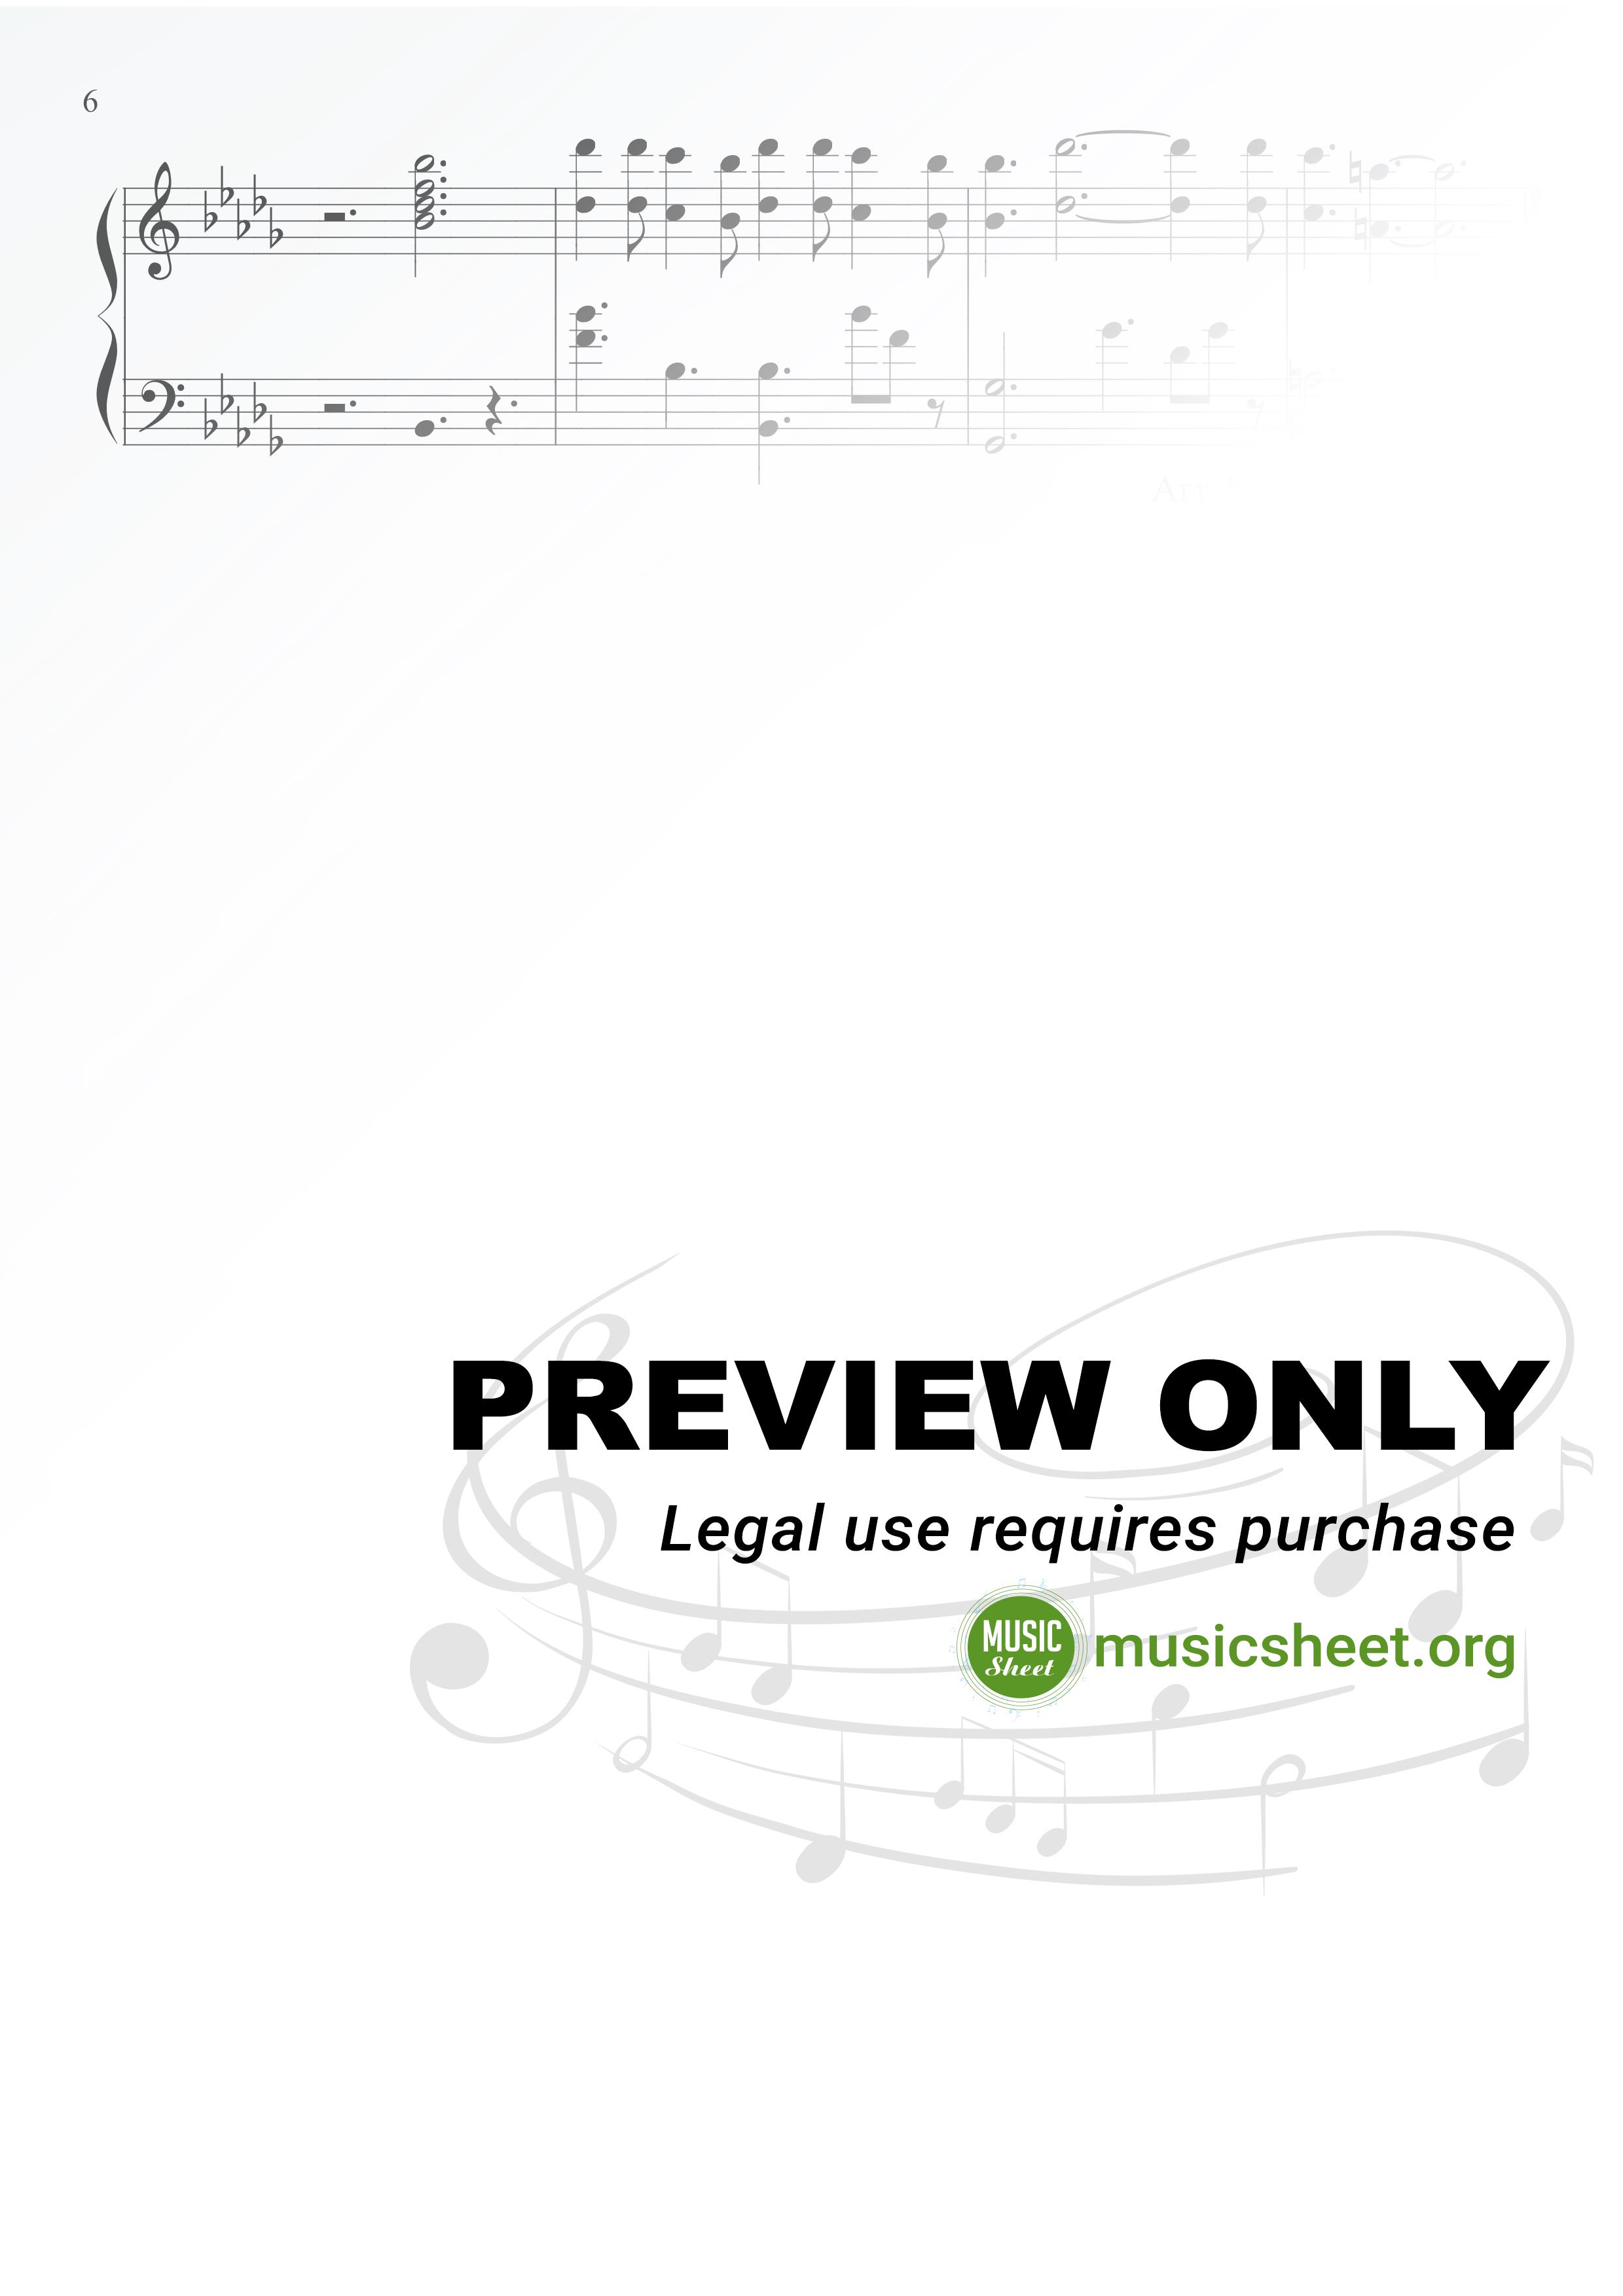 6
PREVIEW ONLY
Legal use requires purchase
MUSIC
Sheet
musicsheet.org